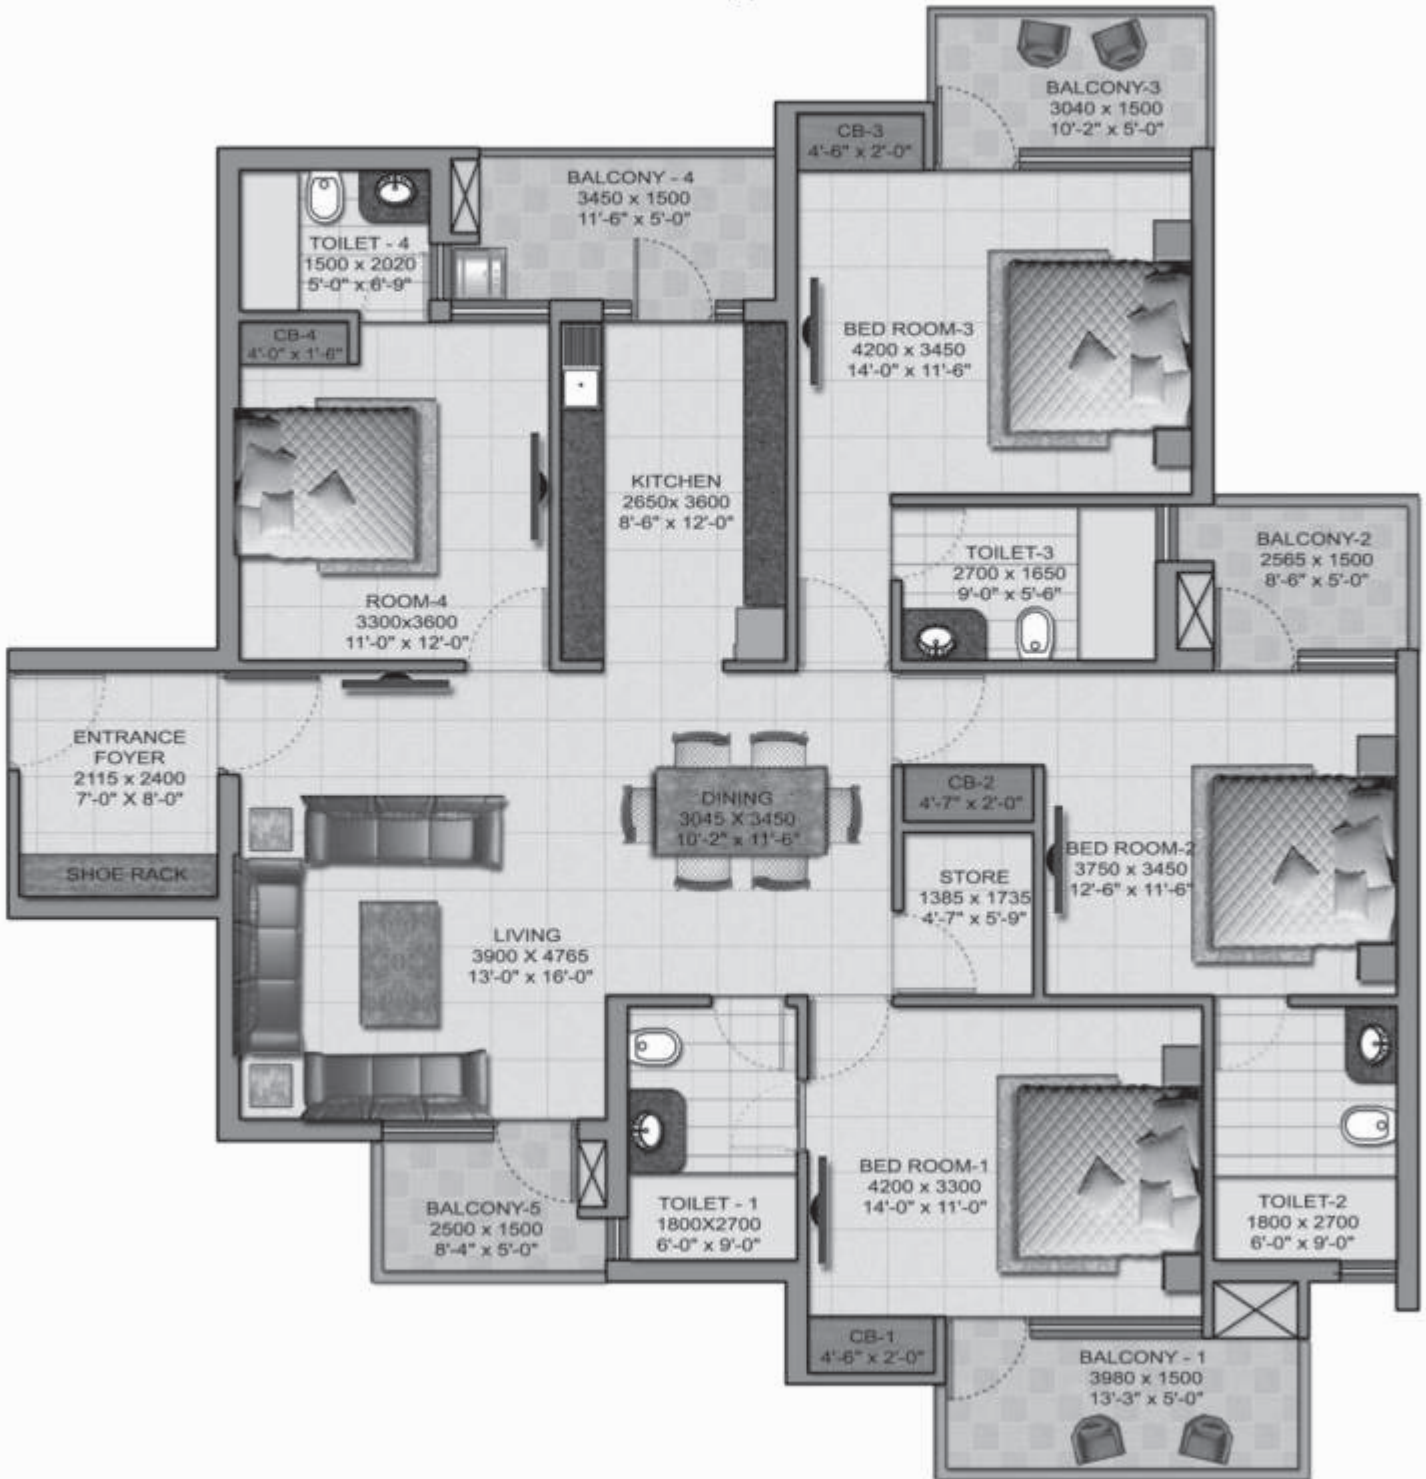 BALCONY-3
3040 x 1500
10'-2" x 5'-0"
CB-3
4'-6" x 2'-0"
BALCONY - 4
3450 x 1500
11'-6" x 5'-0"
TOILET - 4
1500 x 2020
5'-0" x 6'-9"
CB-4
4'-0" x 1'-6"
BED ROOM-3
4200 x 3450
14'-0" x 11'-6"
KITCHEN
2650x 3600
8'-6" x 12'-0"
ROOM-4
3300x3600
11'-0" x 12'-0"
TOILET-3
2700 x 1650
9'-0" x 5'-6"
BALCONY-2
2565 x 1500
8'-6" x 5'-0"
ENTRANCE
FOYER
2115 x 2400
7'-0" X 8'-0"
SHOE RACK
DINING
3045 X 3450
10'-2" x 11'-6"
CB-2
4'-7" x 2'-0"
STORE
1385 x 1735
4'-7" x 5'-9"
BED ROOM-2
3750 x 3450
12'-6" x 11'-6"
LIVING
3900 X 4765
13'-0" x 16'-0"
BALCONY-5
2500 x 1500
8'-4" x 5'-0"
TOILET - 1
1800X2700
6'-0" x 9'-0"
BED ROOM-1
4200 x 3300
14'-0" x 11'-0"
TOILET-2
1800 x 2700
6'-0" x 9'-0"
CB-1
4'-6" x 2'-0"
BALCONY - 1
3980 x 1500
13'-3" x 5'-0"